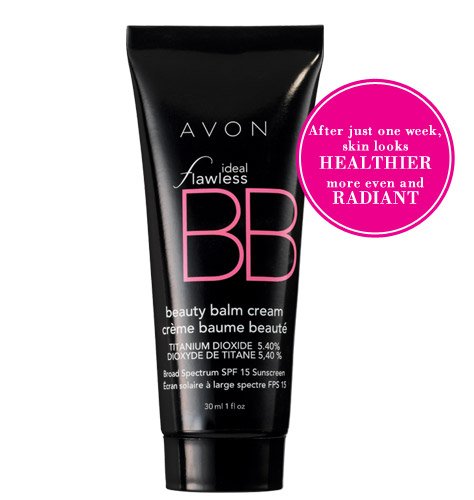 AVON
ideal
flawless
BB
beauty balm cream
crème baume beauté
TITANIUM DIOXIDE 5.40%
DIOXYDE DE TITANE 5,40 %
Broad Spectrum SPF 15 Sunscreen
Écran solaire à large spectre FPS 15
30 ml 1 fl oz
After just one week,
skin looks
HEALTHIER
more even and
RADIANT